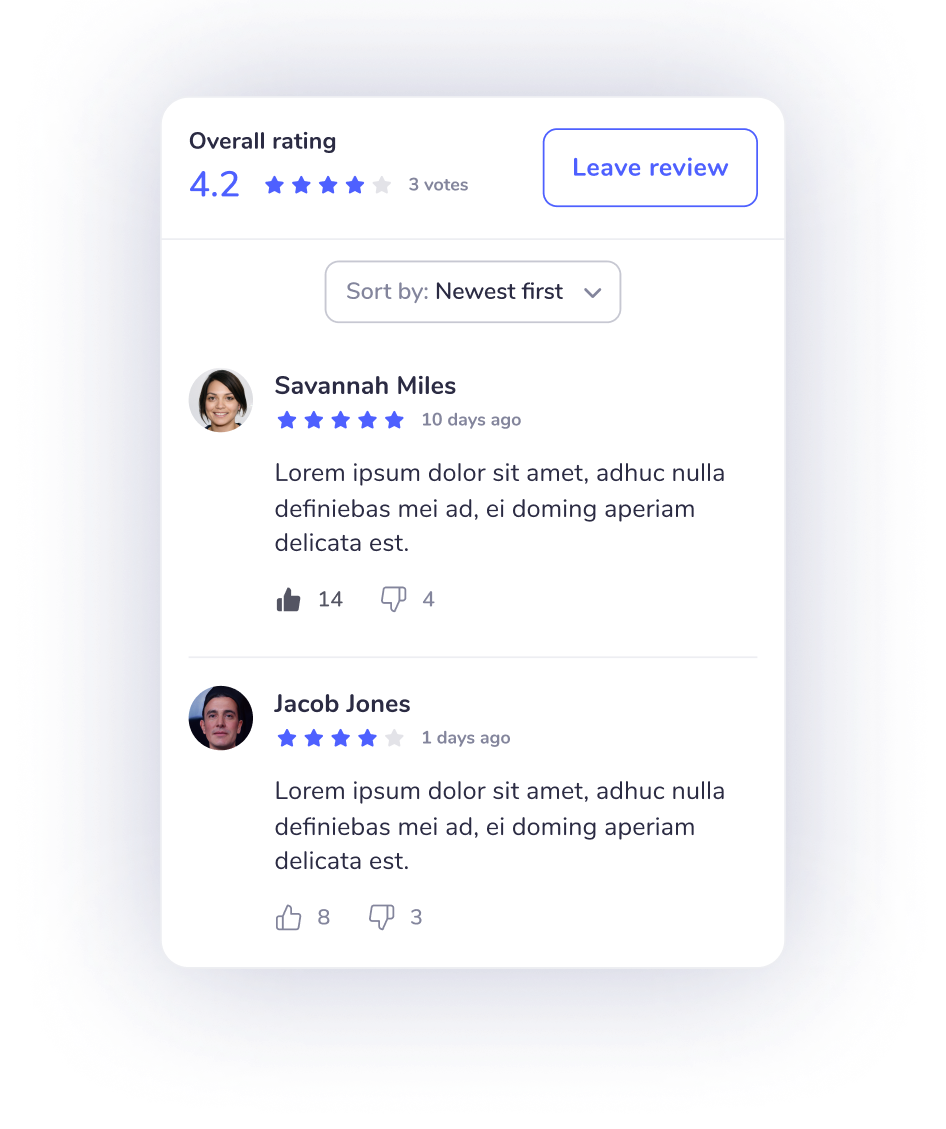 Overall rating
4.2 3 votes
Leave review
Sort by: Newest first
Savannah Miles
10 days ago
Lorem ipsum dolor sit amet, adhuc nulla
definiebas mei ad, ei doming aperiam
delicata est.
14 4
Jacob Jones
1 days ago
Lorem ipsum dolor sit amet, adhuc nulla
definiebas mei ad, ei doming aperiam
delicata est.
8 3